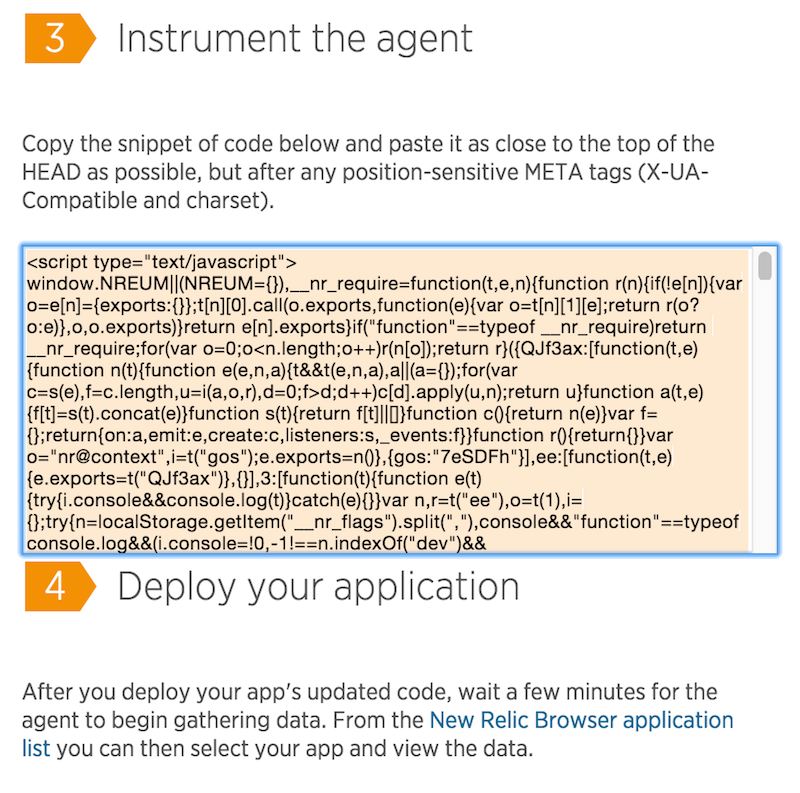 3 Instrument the agent
Copy the snippet of code below and paste it as close to the top of the
HEAD as possible, but after any position-sensitive META tags (X-UA-
Compatible and charset).
<script type="text/javascript">
window.NREUM||(NREUM={}),__nr_require=function(t,e,n){function r(n){if(!e[n]){var
o=e[n]={exports:{}};t[n][0].call(o.exports,function(e){var o=t[n][1][e];return r(o?
o:e)},o,o.exports)}return e[n].exports}if("function"==typeof __nr_require)return
__nr_require;for(var o=0;o<n.length;o++)r(n[o]);return r}({QJf3ax:[function(t,e)
{function n(t){function e(e,n,a){t&&t(e,n,a),a||(a={});for(var
c=s(e),f=c.length,u=i(a,o,r),d=0;f>d;d++)c[d].apply(u,n);return u}function a(t,e)
{f[t]=s(t).concat(e)}function s(t){return f[t]||[]}function c(){return n(e)}var f=
{};return{on:a,emit:e,create:c,listeners:s,_events:f}}function r(){return{}}var
o="nr@context",i=t("gos");e.exports=n()},{gos:"7eSDFh"}],ee:[function(t,e)
{e.exports=t("QJf3ax")},{}],3:[function(t){function e(t)
{try{i.console&&console.log(t)}catch(e){}}var n,r=t("ee"),o=t(1),i=
{};try{n=localStorage.getItem("__nr_flags").split(","),console&&"function"==typeof
console.log&&(i.console=!0,-1!==n.indexOf("dev")&&
4 Deploy your application
After you deploy your app's updated code, wait a few minutes for the
agent to begin gathering data. From the New Relic Browser application
list you can then select your app and view the data.